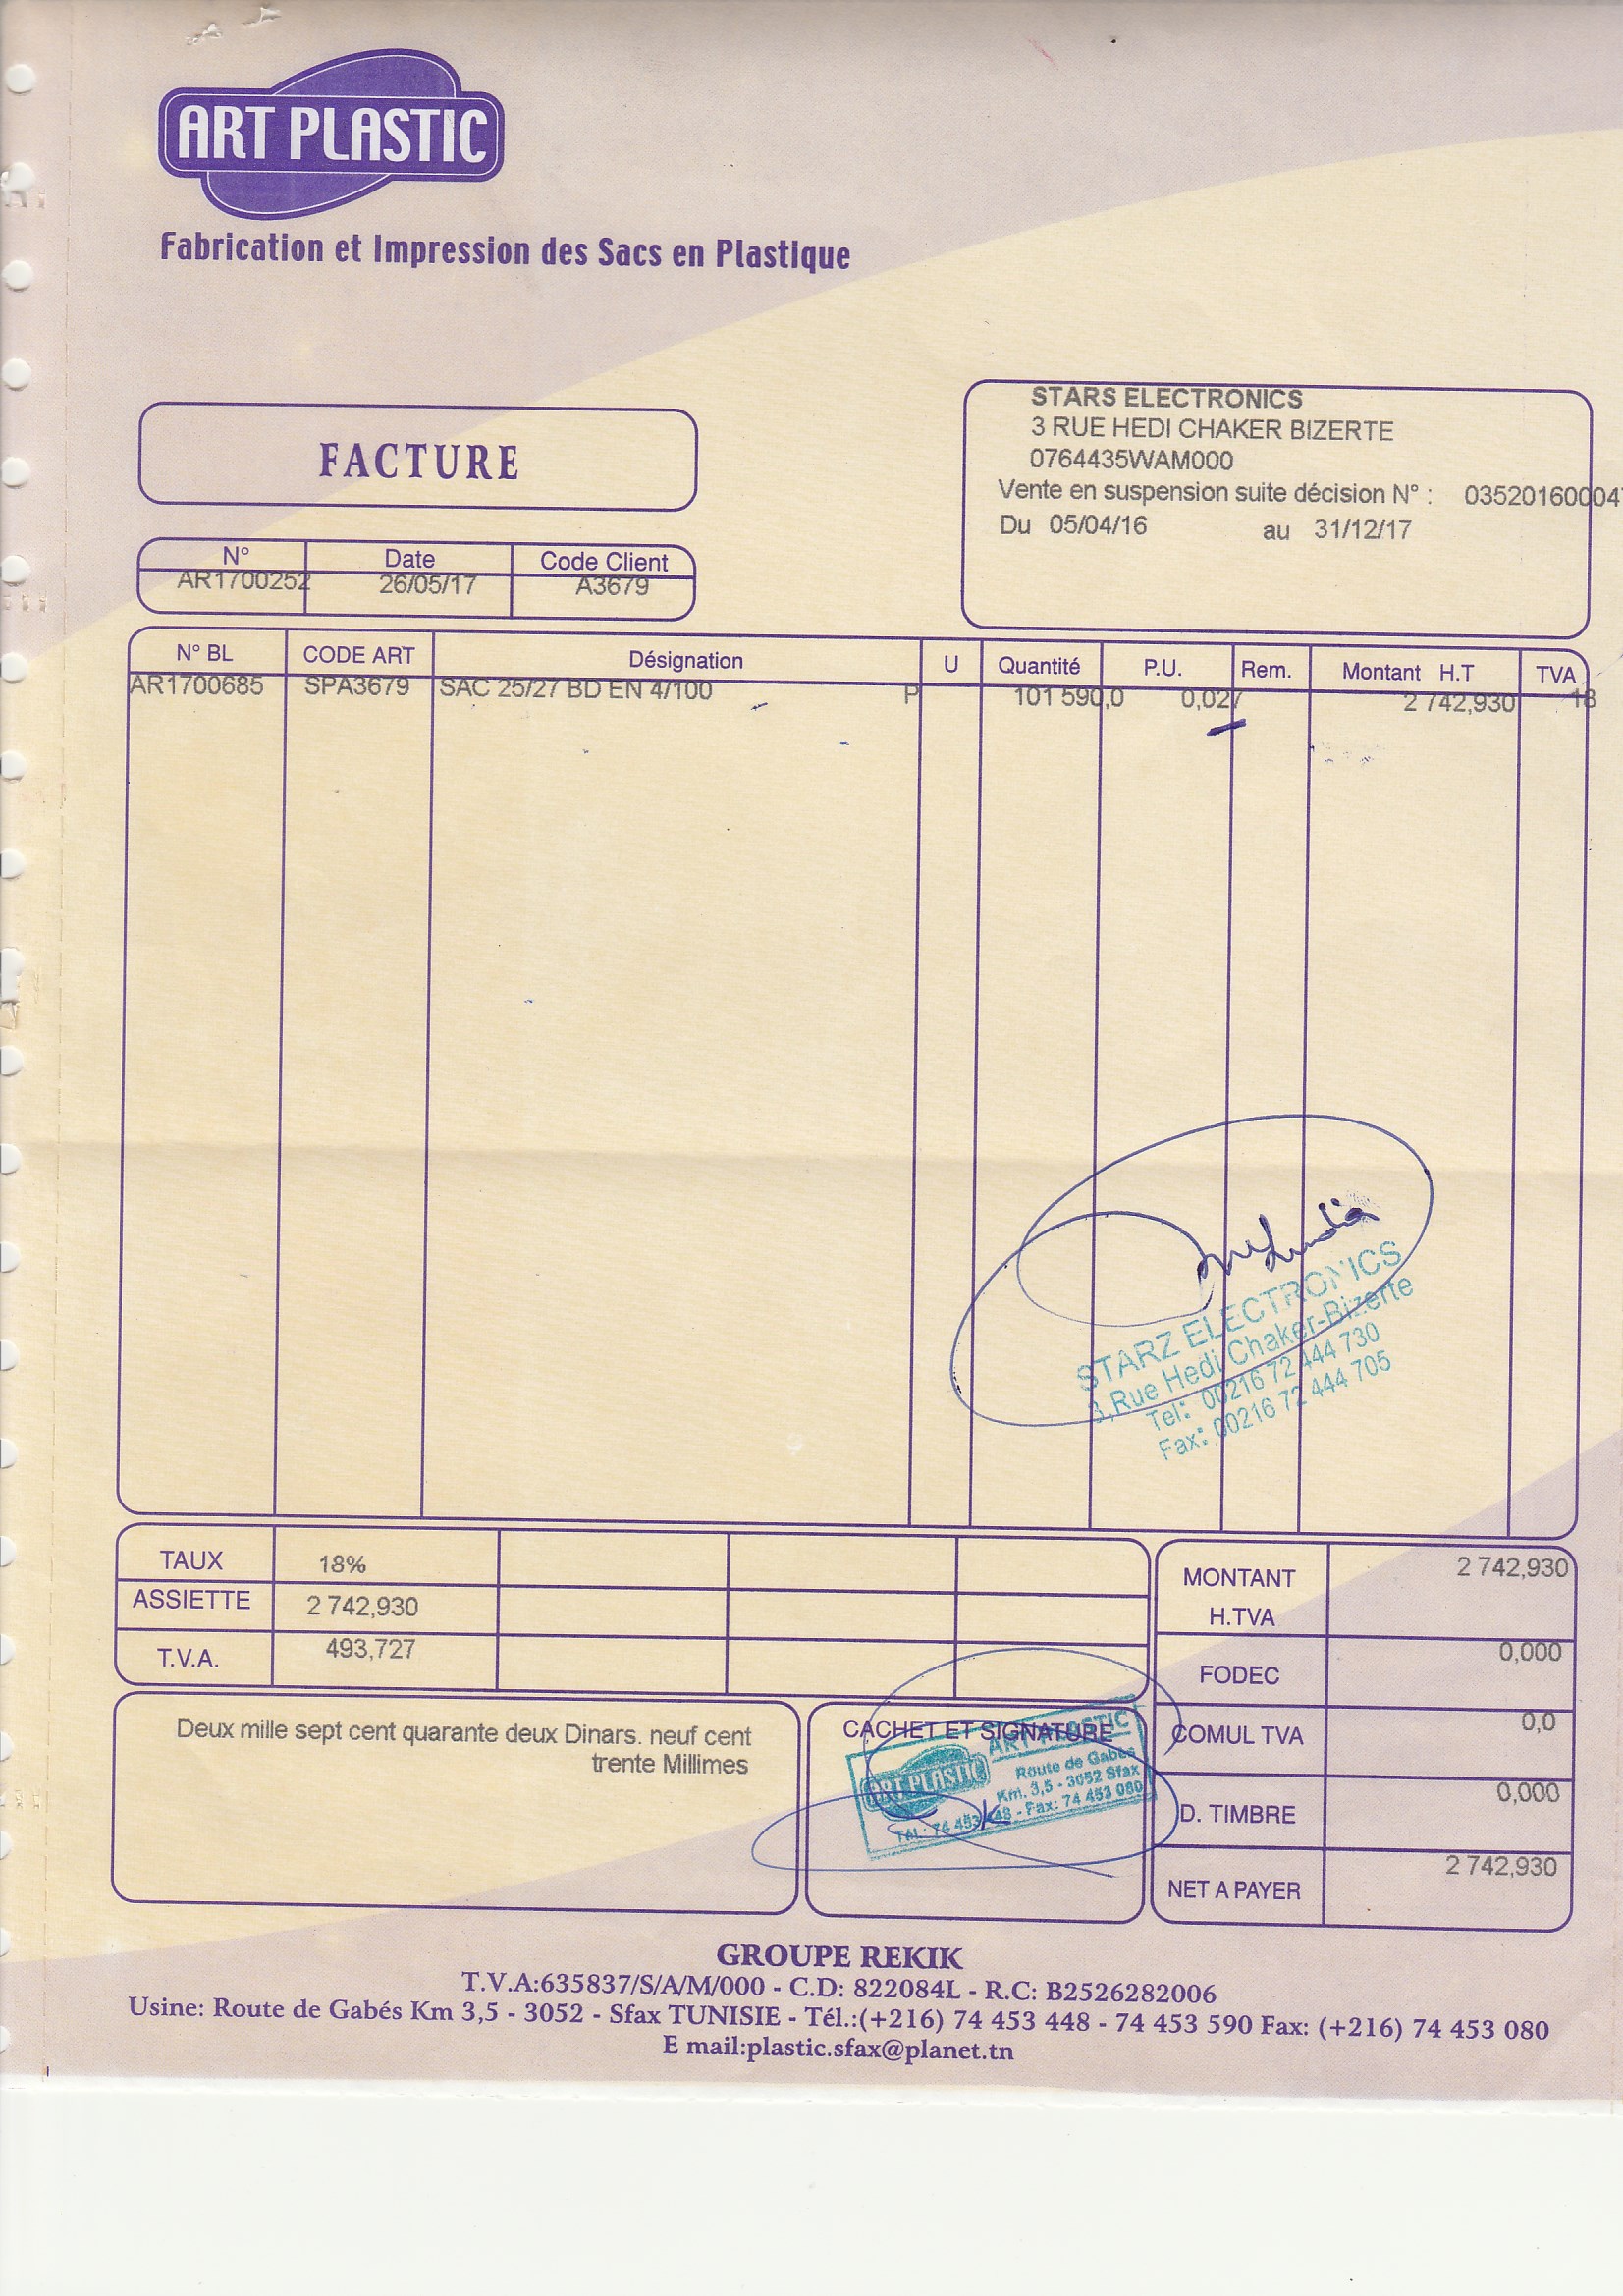 ART PLASTIC
Fabrication et Impression des Sacs en Plastique
FACTURE
STARS ELECTRONICS
3 RUE HEDI CHAKER BIZERTE
0764435WAM000
Vente en suspension suite décision N° : 03520160004
Du 05/04/16 au 31/12/17
N° Date Code Client
AR1700252 26/05/17 A3679
N° BL CODE ART Désignation U Quantité P.U. Rem. Montant H.T TVA
AR1700685 SPA3679 SAC 25/27 BD EN 4/100 P 101 590,0 0,027 2 742,930 18
STARZ ELECTRONICS
3,Rue Hedi Chaker-Bizerte
Tel: 00216 72 444 730
Fax: 00216 72 444 705
TAUX 18%
ASSIETTE 2 742,930
T.V.A. 493,727
MONTANT H.TVA 2 742,930
FODEC 0,000
COMUL TVA 0,0
D. TIMBRE 0,000
NET A PAYER 2 742,930
Deux mille sept cent quarante deux Dinars. neuf cent
trente Millimes
CACHET ET SIGNATURE
ART PLASTIC
ART PLASTIC
Route de Gabés
Km. 3,5 - 3052 Sfax
Tél.: 74 453 448 - Fax: 74 453 080
GROUPE REKIK
T.V.A:635837/S/A/M/000 - C.D: 822084L - R.C: B2526282006
Usine: Route de Gabés Km 3,5 - 3052 - Sfax TUNISIE - Tél.:(+216) 74 453 448 - 74 453 590 Fax: (+216) 74 453 080
E mail:plastic.sfax@planet.tn